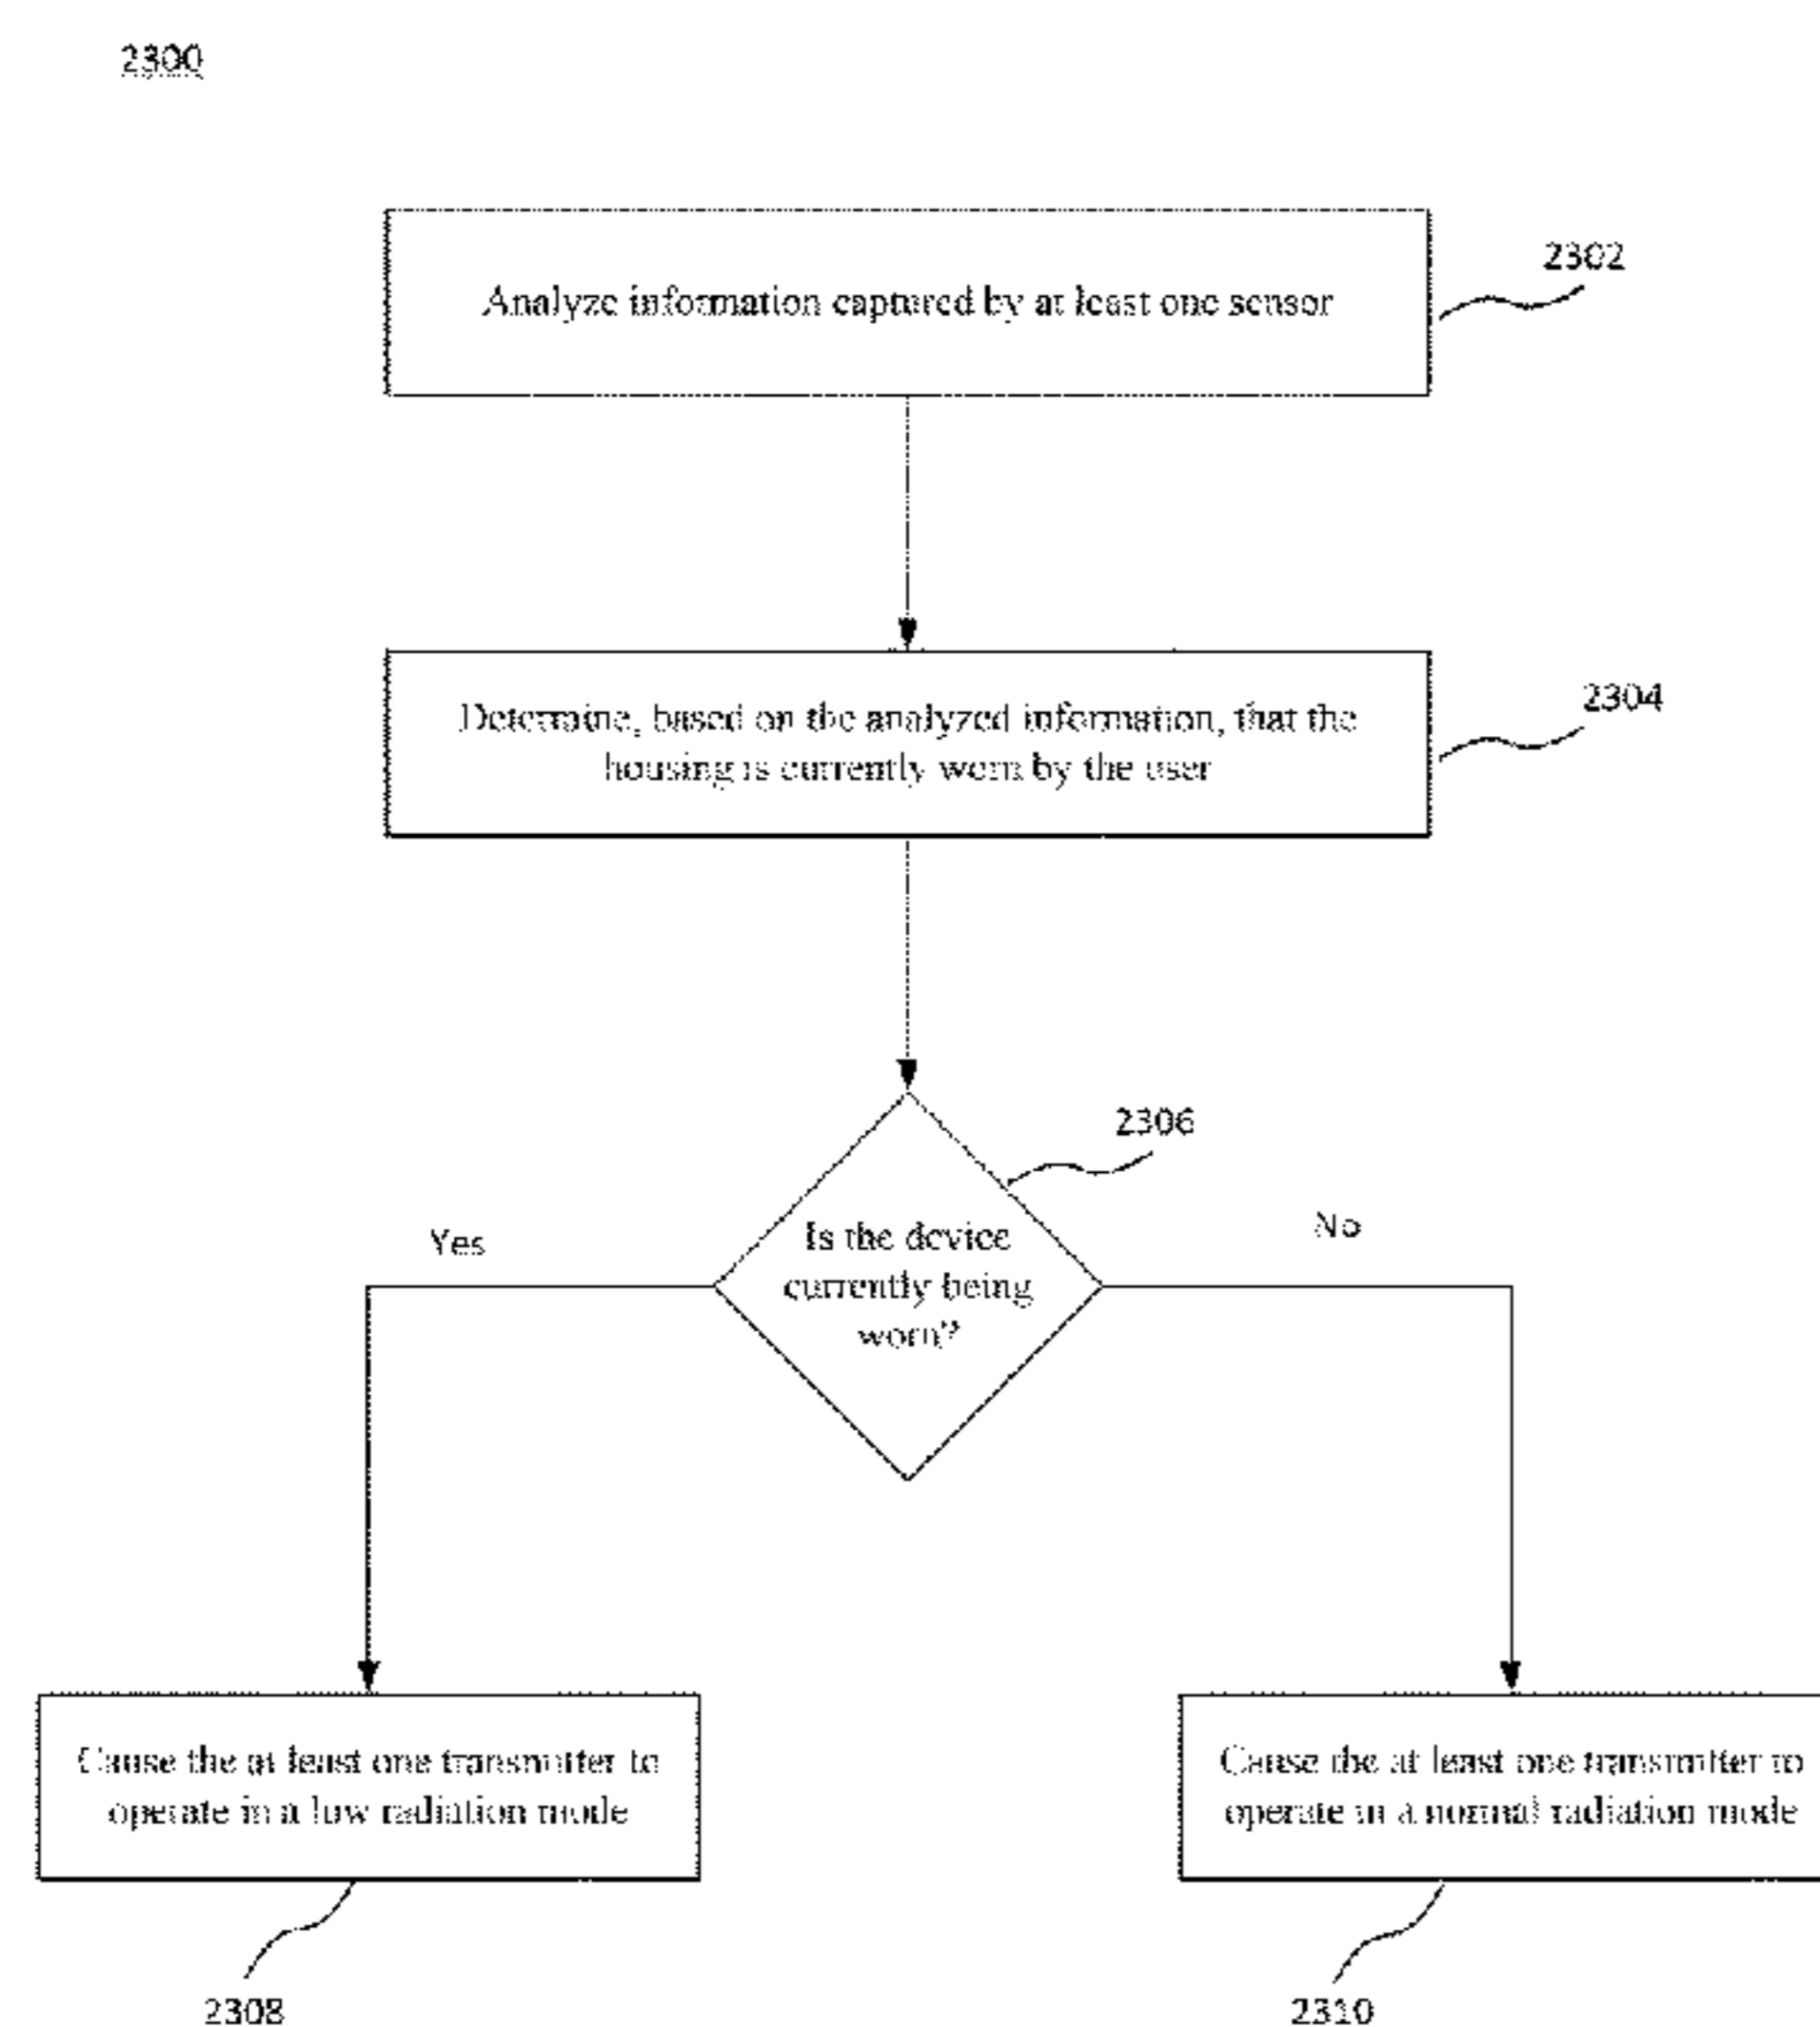 2300
Analyze information captured by at least one sensor
2302
Determine, based on the analyzed information, that the
housing is currently worn by the user
2304
2306
Is the device
currently being
worn?
Yes
No
Cause the at least one transmitter to
operate in a low radiation mode
Cause the at least one transmitter to
operate in a normal radiation mode
2308
2310